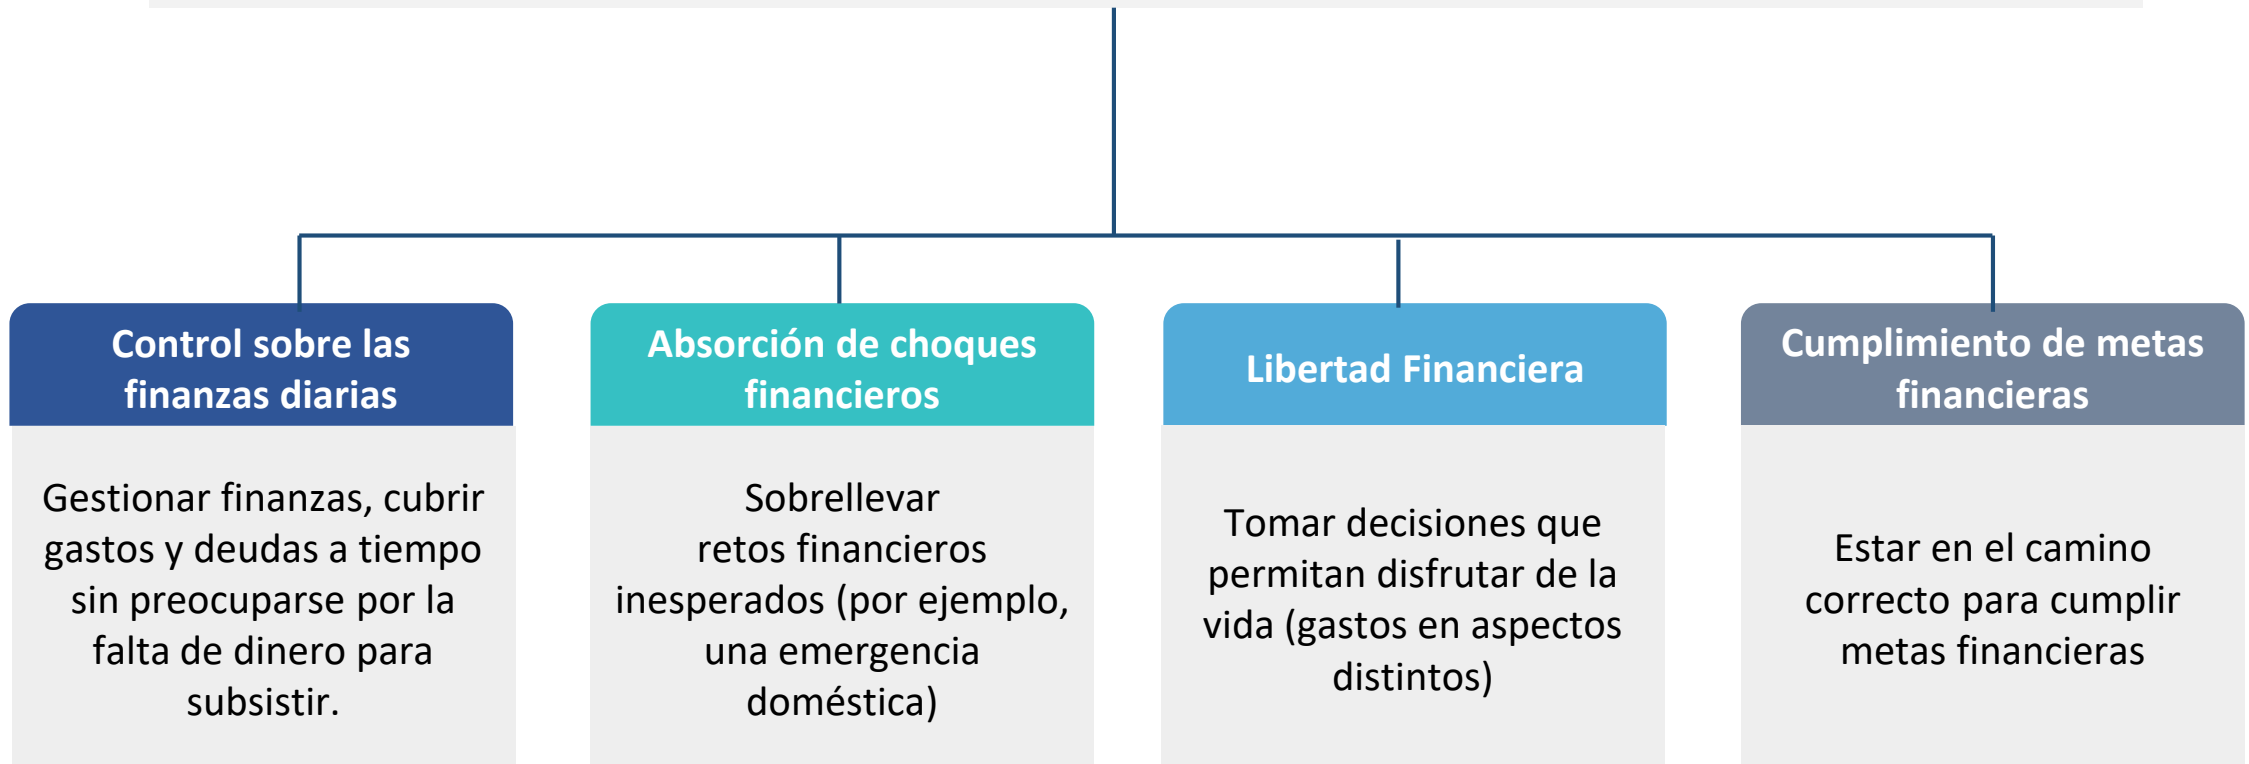 Control sobre las
finanzas diarias
Gestionar finanzas, cubrir
gastos y deudas a tiempo
sin preocuparse por la
falta de dinero para
subsistir.
Absorción de choques
financieros
Sobrellevar
retos financieros
inesperados (por ejemplo,
una emergencia
doméstica)
Libertad Financiera
Tomar decisiones que
permitan disfrutar de la
vida (gastos en aspectos
distintos)
Cumplimiento de metas
financieras
Estar en el camino
correcto para cumplir
metas financieras